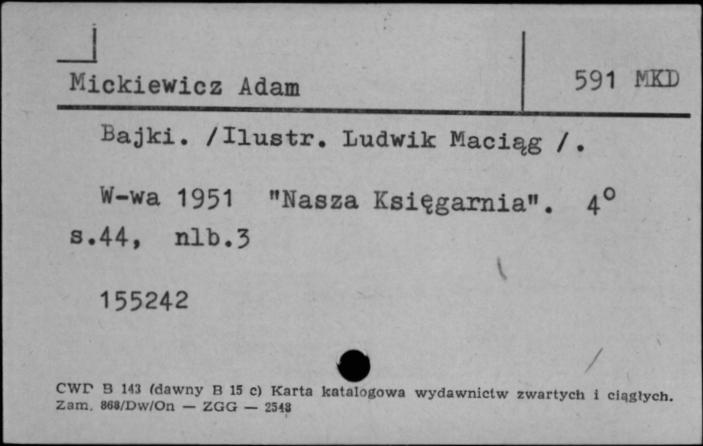 Mickiewicz Adam 591 MKD
Bajki. /Ilustr. Ludwik Maciąg /.
W-wa 1951 "Nasza Księgarnia". 4°
s.44, nlb.3
155242
CWD B 143 (dawny B 15 c) Karta katalogowa wydawnictw zwartych i ciągłych.
Zam. 868/Dw/On — ZGG — 2548